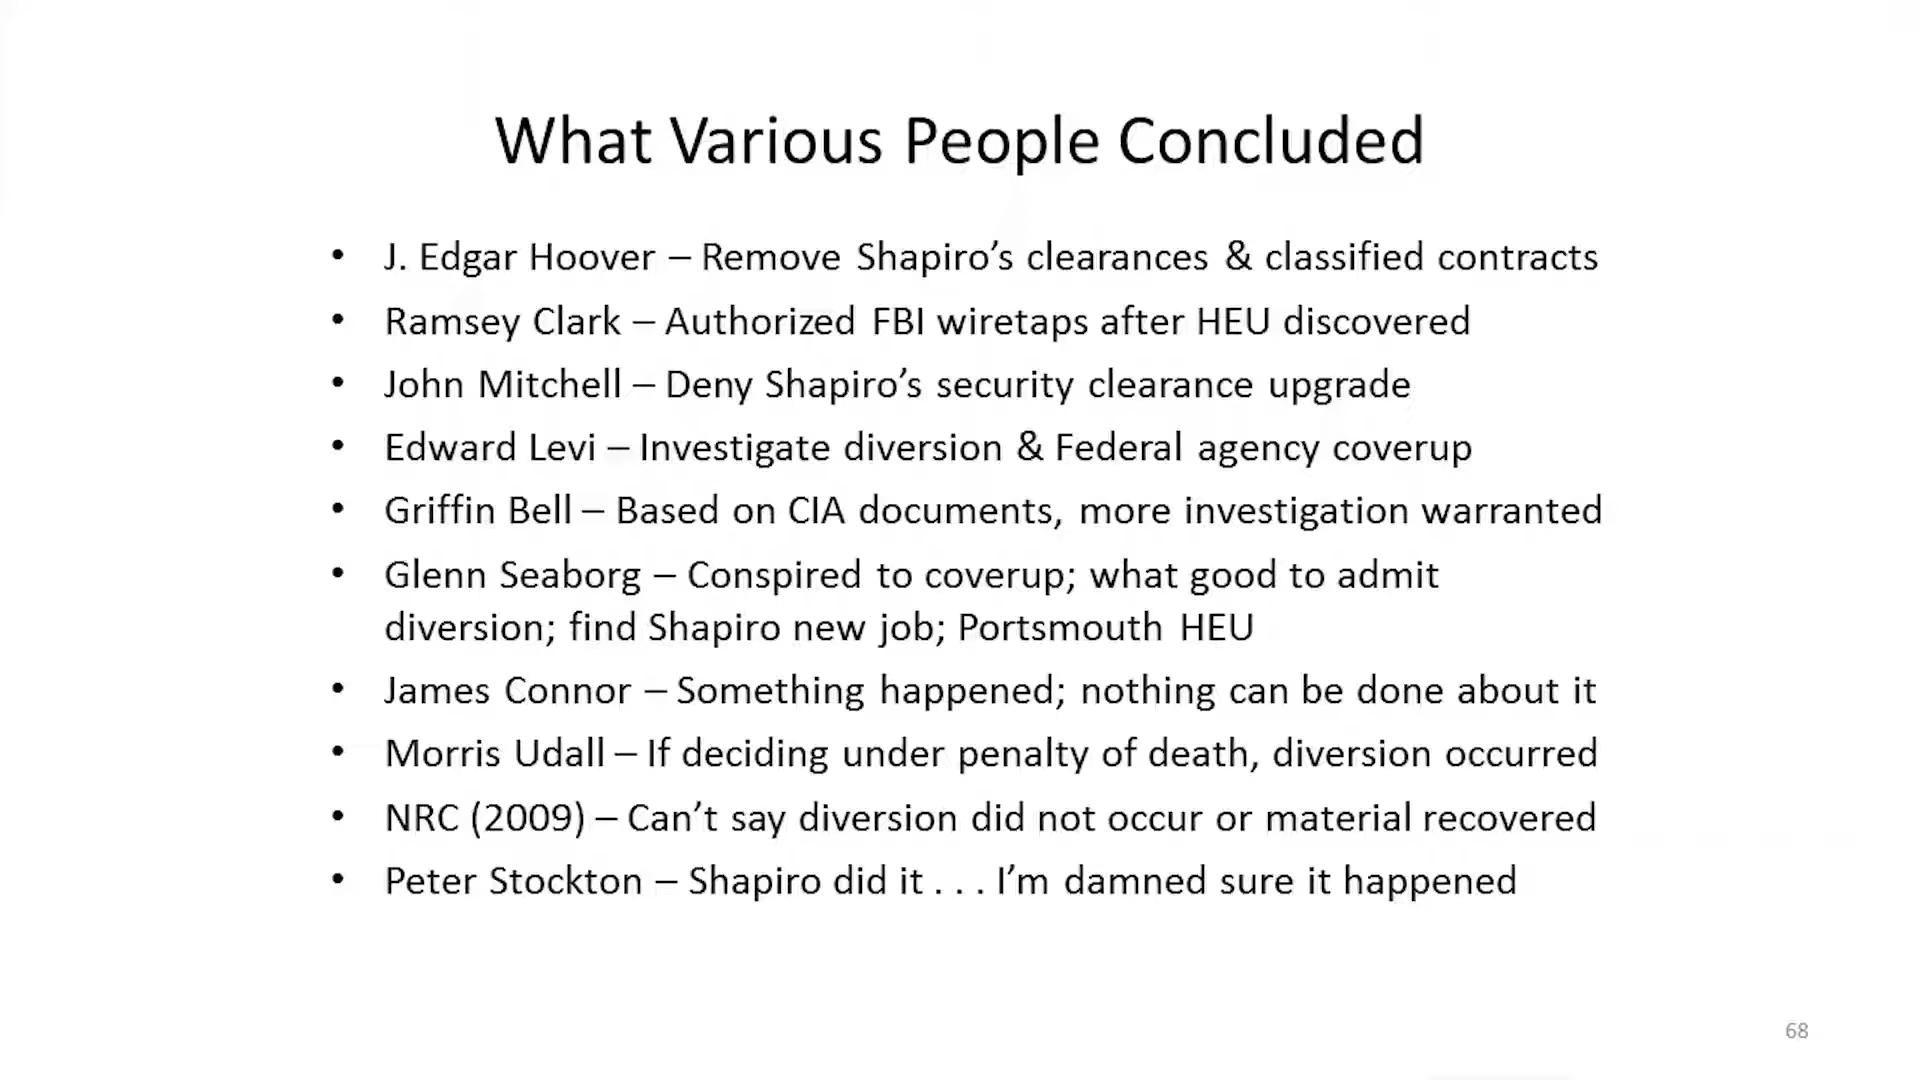 What Various People Concluded
• J. Edgar Hoover – Remove Shapiro’s clearances & classified contracts
• Ramsey Clark – Authorized FBI wiretaps after HEU discovered
• John Mitchell – Deny Shapiro’s security clearance upgrade
• Edward Levi – Investigate diversion & Federal agency coverup
• Griffin Bell – Based on CIA documents, more investigation warranted
• Glenn Seaborg – Conspired to coverup; what good to admit
diversion; find Shapiro new job; Portsmouth HEU
• James Connor – Something happened; nothing can be done about it
• Morris Udall – If deciding under penalty of death, diversion occurred
• NRC (2009) – Can’t say diversion did not occur or material recovered
• Peter Stockton – Shapiro did it . . . I’m damned sure it happened
68